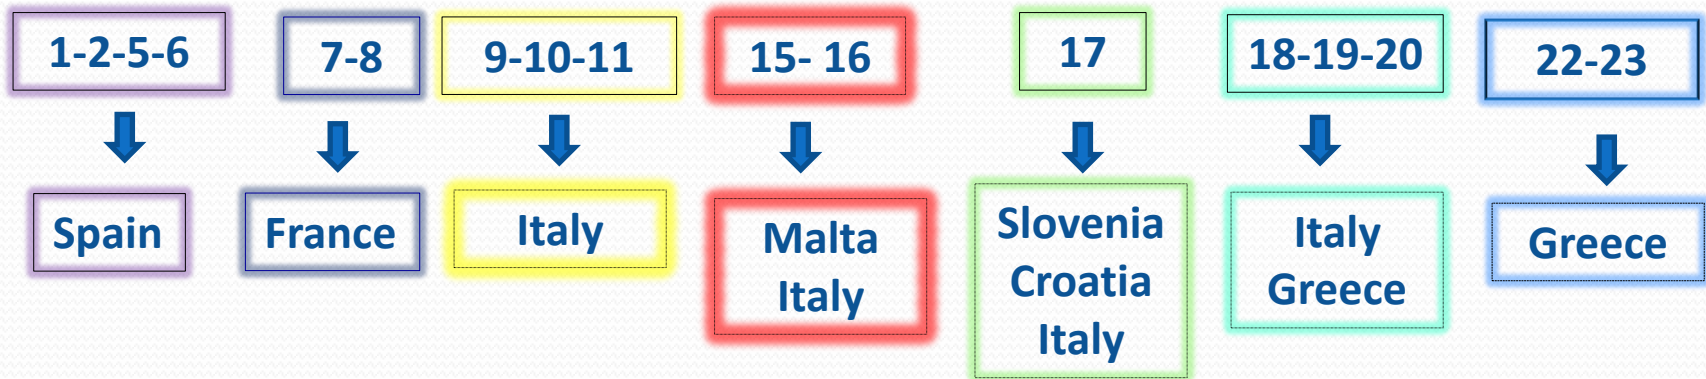 1-2-5-6
7-8
9-10-11
15- 16
17
18-19-20
22-23
Spain
France
Italy
Malta
Italy
Slovenia
Croatia
Italy
Italy
Greece
Greece